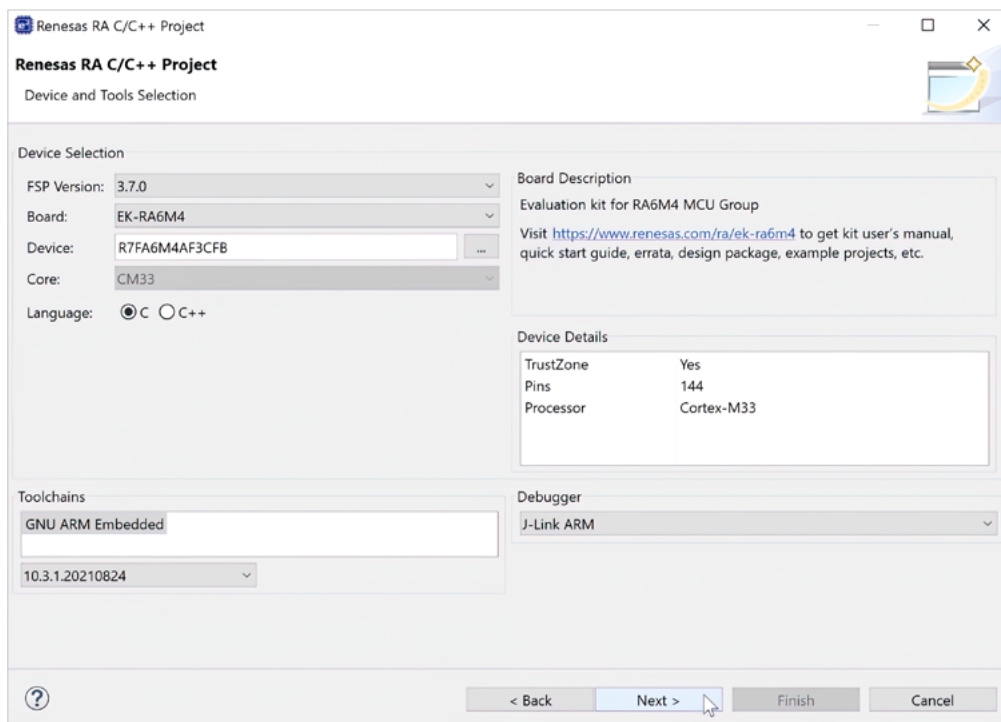 Renesas RA C/C++ Project
Renesas RA C/C++ Project
Device and Tools Selection
Device Selection
FSP Version: 3.7.0
Board: EK-RA6M4
Device: R7FA6M4AF3CFB ...
Core: CM33
Language: C C++
Board Description
Evaluation kit for RA6M4 MCU Group
Visit https://www.renesas.com/ra/ek-ra6m4 to get kit user's manual,
quick start guide, errata, design package, example projects, etc.
Device Details
TrustZone Yes
Pins 144
Processor Cortex-M33
Toolchains
GNU ARM Embedded
10.3.1.20210824
Debugger
J-Link ARM
? < Back Next > Finish Cancel